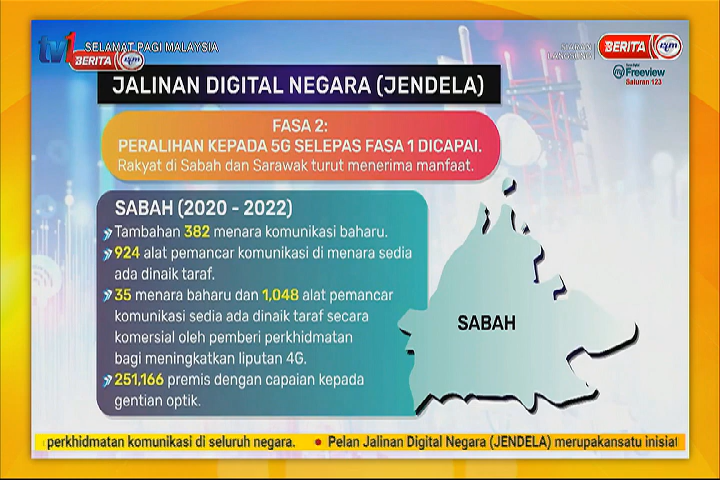 tv1
SELAMAT PAGI MALAYSIA
BERITA rtm
SIARAN
LANGSUNG
BERITA rtm
Freeview
Saluran 123
JALINAN DIGITAL NEGARA (JENDELA)
FASA 2:
PERALIHAN KEPADA 5G SELEPAS FASA 1 DICAPAI.
Rakyat di Sabah dan Sarawak turut menerima manfaat.
SABAH (2020 - 2022)
Tambahan 382 menara komunikasi baharu.
924 alat pemancar komunikasi di menara sedia
ada dinaik taraf.
35 menara baharu dan 1,048 alat pemancar
komunikasi sedia ada dinaik taraf secara
komersial oleh pemberi perkhidmatan
bagi meningkatkan liputan 4G.
251,166 premis dengan capaian kepada
gentian optik.
SABAH
perkhidmatan komunikasi di seluruh negara. • Pelan Jalinan Digital Negara (JENDELA) merupakansatu inisiat